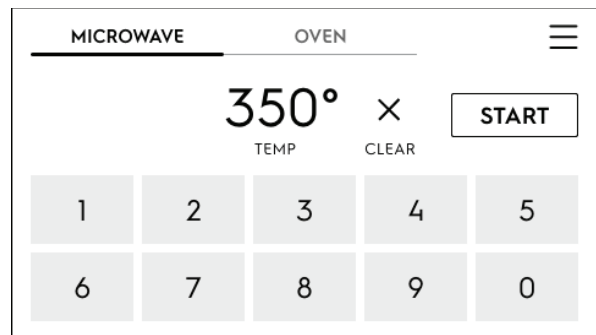 MICROWAVE OVEN
350° × START
TEMP CLEAR
1 2 3 4 5
6 7 8 9 0